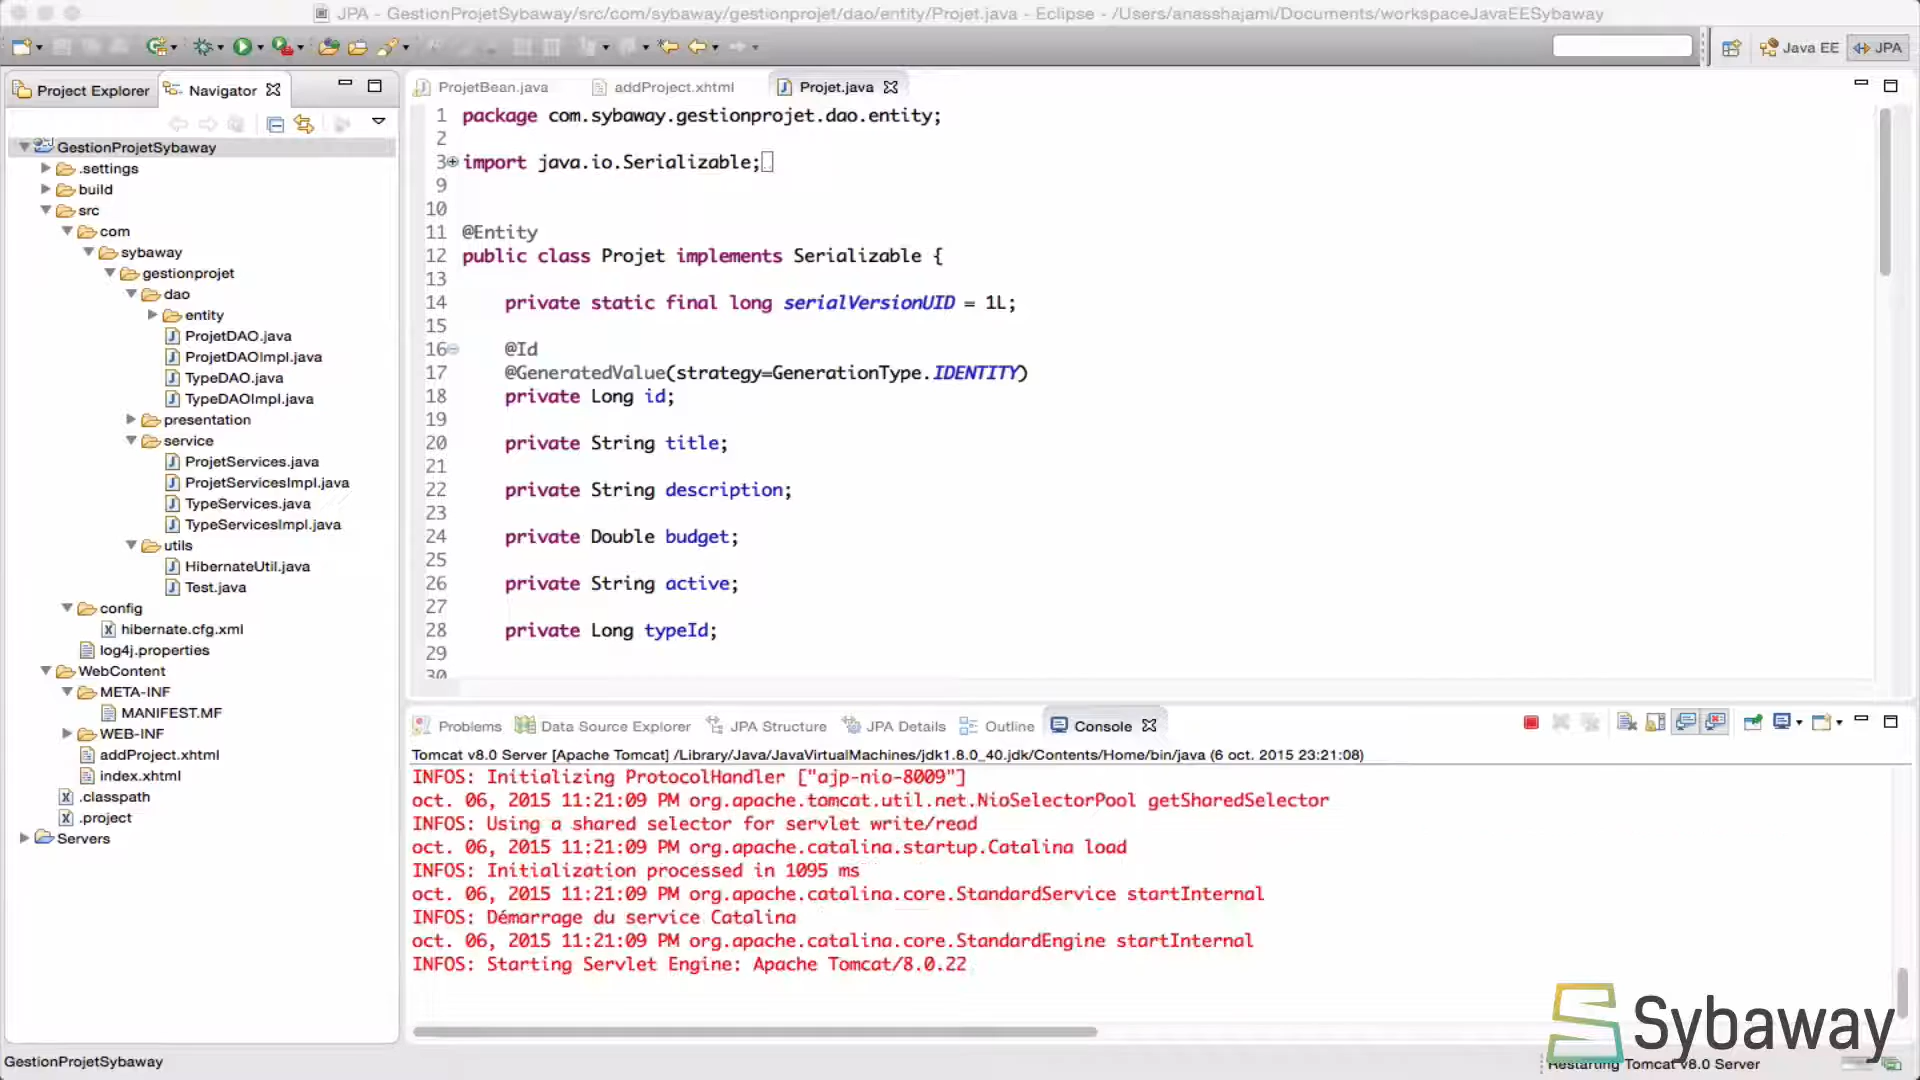 JPA - GestionProjetSybaway/src/com/sybaway/gestionprojet/dao/entity/Projet.java - Eclipse - /Users/anasshajami/Documents/workspaceJavaEESybaway
Java EE
JPA
Project Explorer
Navigator
GestionProjetSybaway
.settings
build
src
com
sybaway
gestionprojet
dao
entity
ProjetDAO.java
ProjetDAOImpl.java
TypeDAO.java
TypeDAOImpl.java
presentation
service
ProjetServices.java
ProjetServicesImpl.java
TypeServices.java
TypeServicesImpl.java
utils
HibernateUtil.java
Test.java
config
hibernate.cfg.xml
log4j.properties
WebContent
META-INF
MANIFEST.MF
WEB-INF
addProject.xhtml
index.xhtml
.classpath
.project
Servers
ProjetBean.java
addProject.xhtml
Projet.java
1 package com.sybaway.gestionprojet.dao.entity;
2
3 import java.io.Serializable;
9
10
11 @Entity
12 public class Projet implements Serializable {
13
14 private static final long serialVersionUID = 1L;
15
16 @Id
17 @GeneratedValue(strategy=GenerationType.IDENTITY)
18 private Long id;
19
20 private String title;
21
22 private String description;
23
24 private Double budget;
25
26 private String active;
27
28 private Long typeId;
29
30
Problems
Data Source Explorer
JPA Structure
JPA Details
Outline
Console
Tomcat v8.0 Server [Apache Tomcat] /Library/Java/JavaVirtualMachines/jdk1.8.0_40.jdk/Contents/Home/bin/java (6 oct. 2015 23:21:08)
INFOS: Initializing ProtocolHandler ["ajp-nio-8009"]
oct. 06, 2015 11:21:09 PM org.apache.tomcat.util.net.NioSelectorPool getSharedSelector
INFOS: Using a shared selector for servlet write/read
oct. 06, 2015 11:21:09 PM org.apache.catalina.startup.Catalina load
INFOS: Initialization processed in 1095 ms
oct. 06, 2015 11:21:09 PM org.apache.catalina.core.StandardService startInternal
INFOS: Démarrage du service Catalina
oct. 06, 2015 11:21:09 PM org.apache.catalina.core.StandardEngine startInternal
INFOS: Starting Servlet Engine: Apache Tomcat/8.0.22
Sybaway
GestionProjetSybaway
Restarting Tomcat v8.0 Server